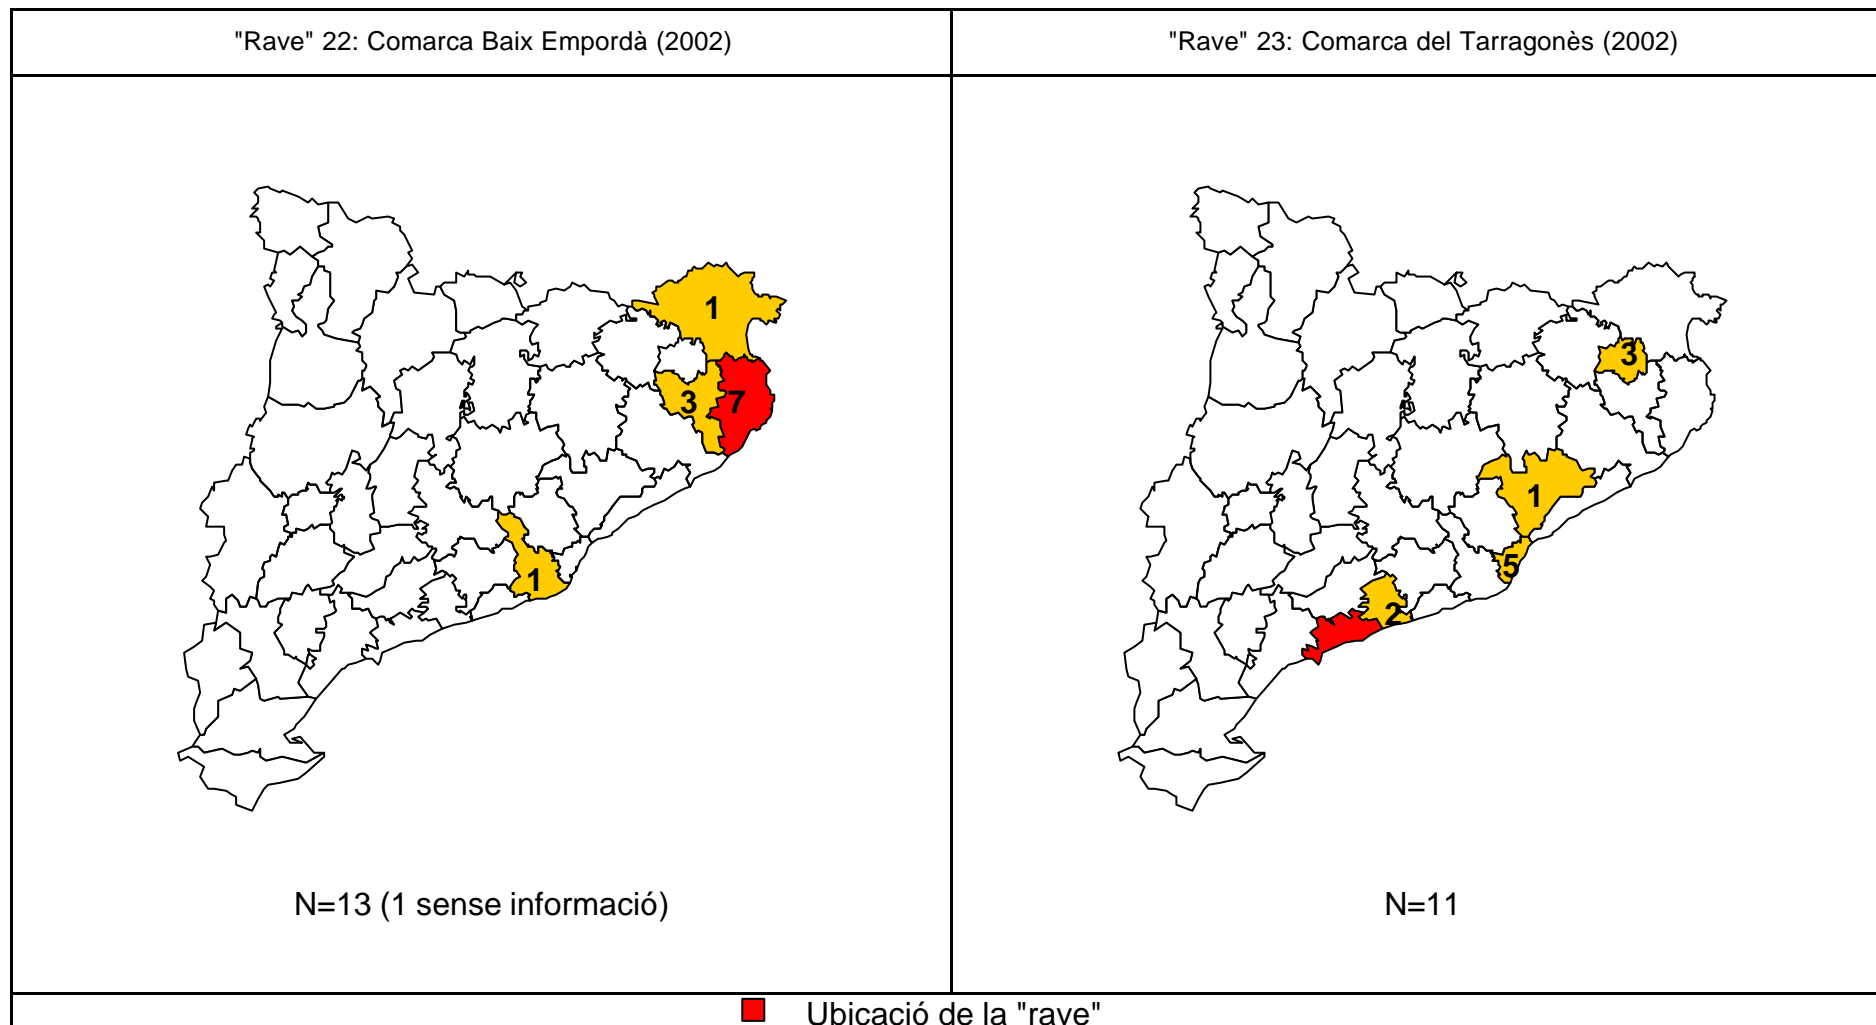 "Rave" 22: Comarca Baix Empordà (2002)
"Rave" 23: Comarca del Tarragonès (2002)
1
3 7
1
3
1
5
2
N=13 (1 sense informació)
N=11
Ubicació de la "rave"